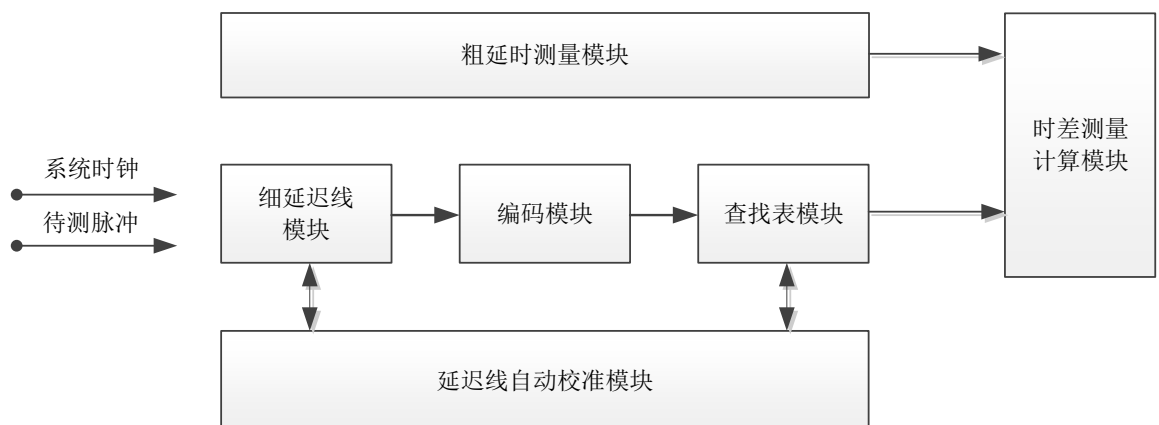 粗延时测量模块
时差测量
计算模块
系统时钟
待测脉冲
细延迟线
模块
编码模块
查找表模块
延迟线自动校准模块